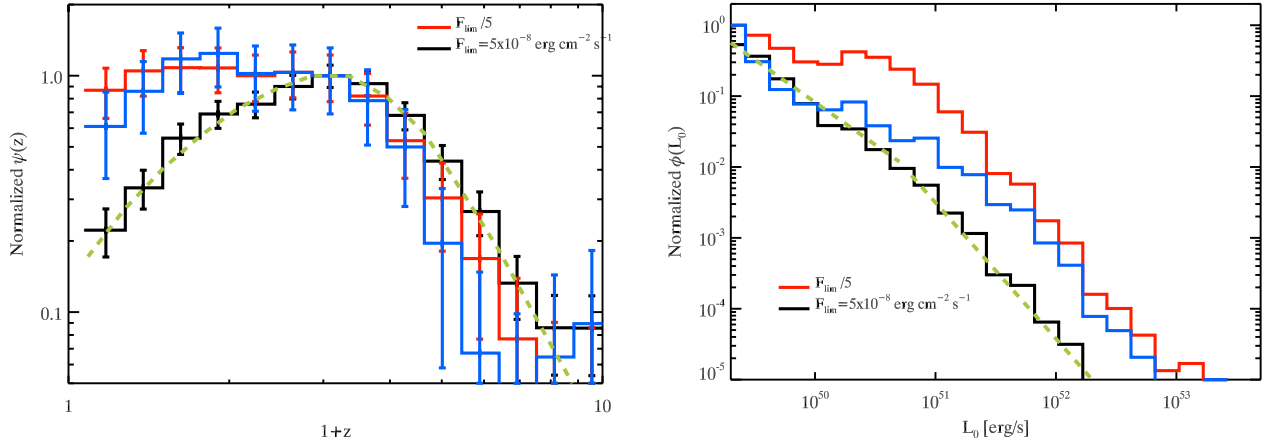 F_lim/5
F_lim=5x10^-8 erg cm^-2 s^-1
Normalized ψ(z)
1.0
0.1
1
10
1+z
F_lim/5
F_lim=5x10^-8 erg cm^-2 s^-1
Normalized ϕ(L_0)
10^0
10^-1
10^-2
10^-3
10^-4
10^-5
10^50
10^51
10^52
10^53
L_0 [erg/s]